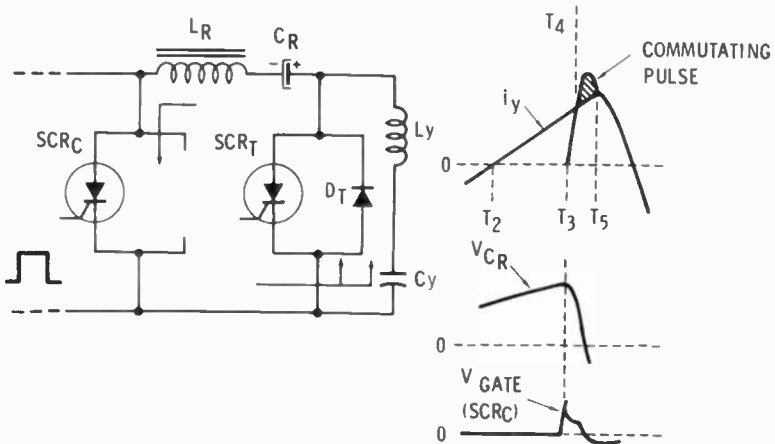 LR
CR
- +
SCRC
SCRT
DT
Ly
Cy
T4
COMMUTATING
PULSE
iy
0
T2
T3
T5
VCR
0
V GATE
(SCRC)
0